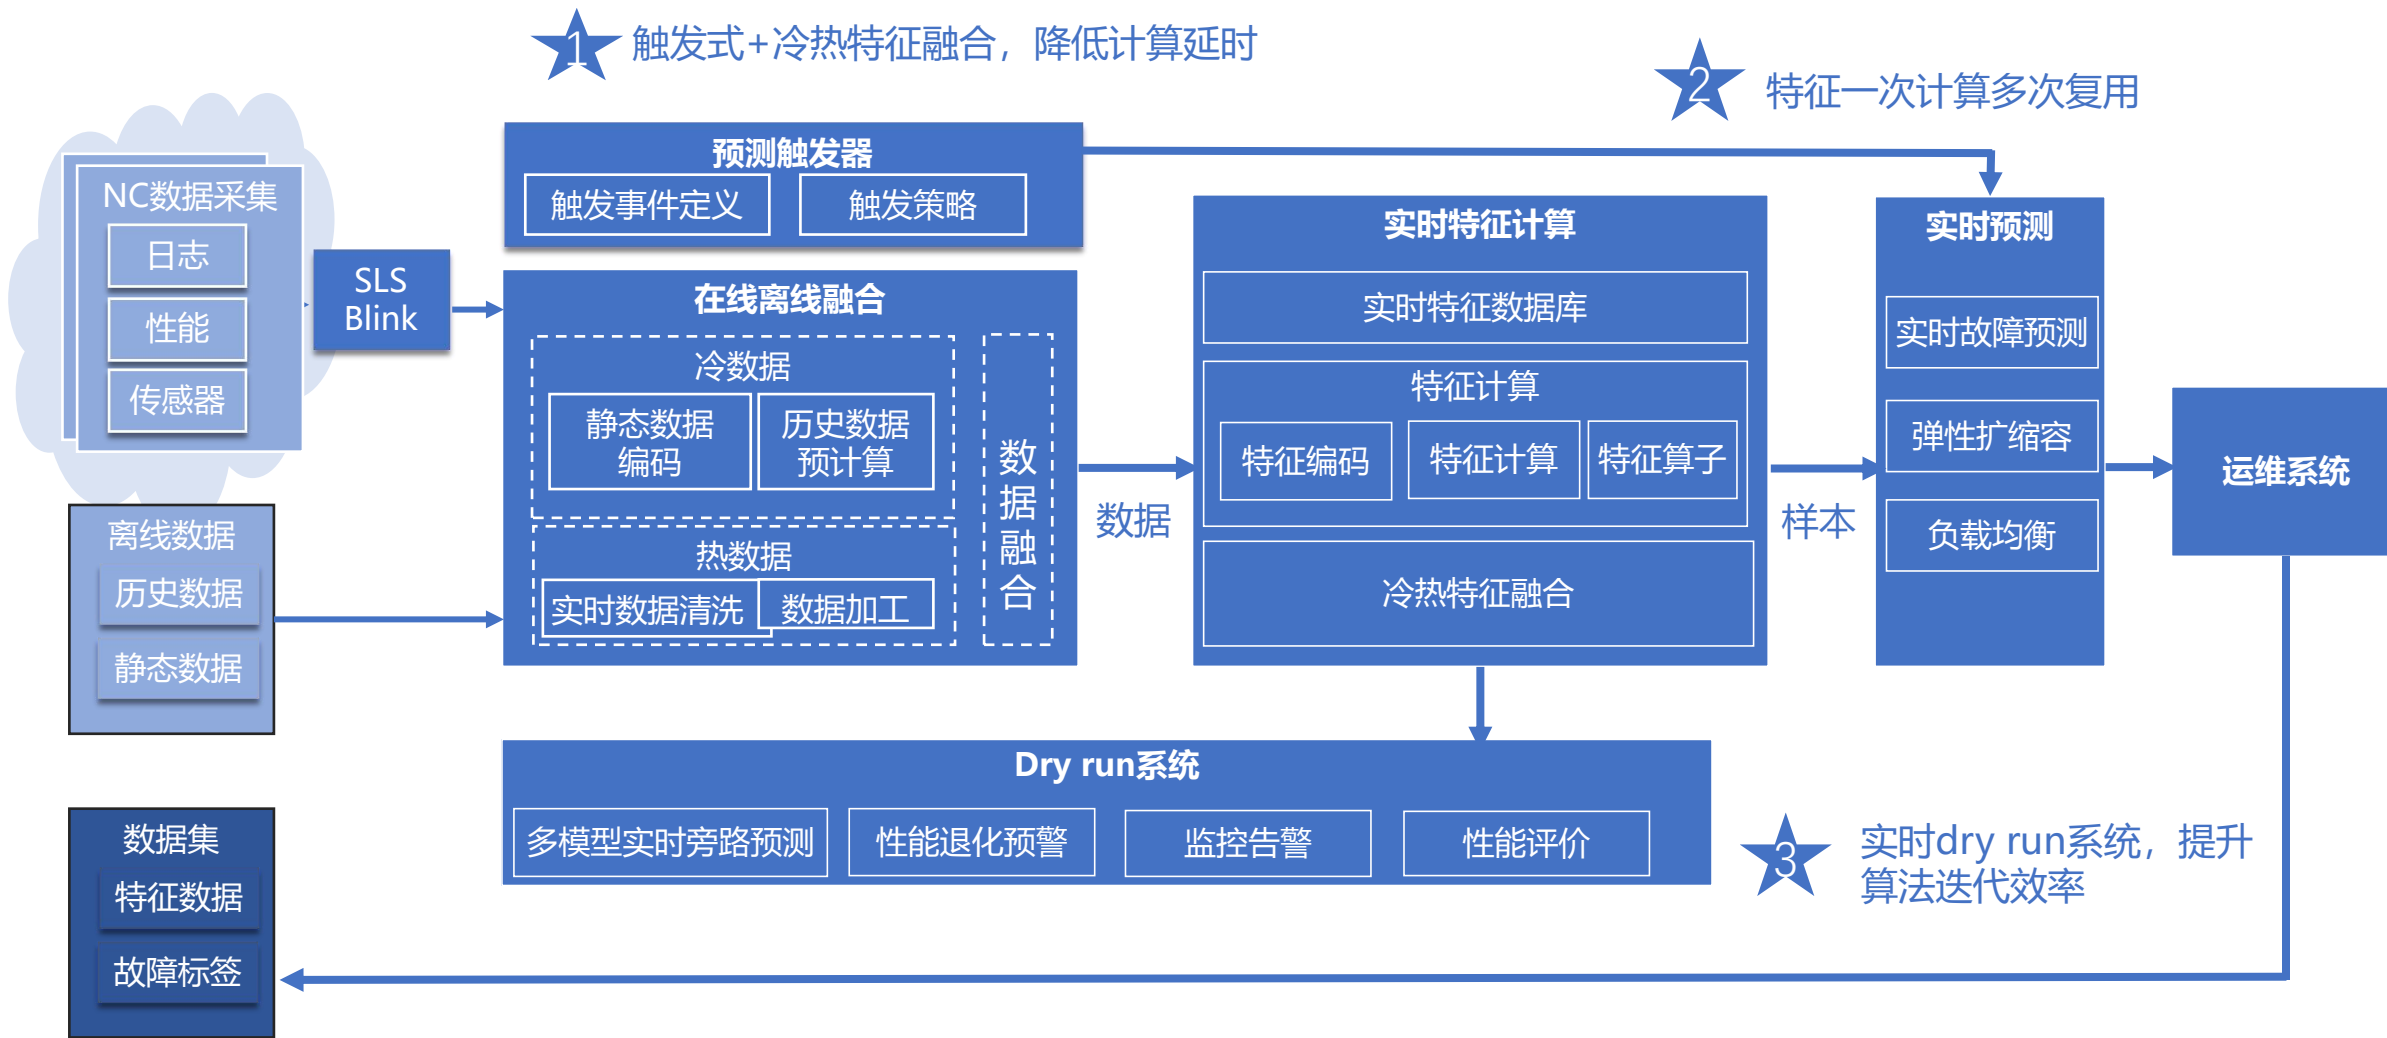 1
触发式+冷热特征融合，降低计算延时
2
特征一次计算多次复用
NC数据采集
日志
性能
传感器
SLS
Blink
离线数据
历史数据
静态数据
数据集
特征数据
故障标签
预测触发器
触发事件定义
触发策略
在线离线融合
冷数据
静态数据
编码
历史数据
预计算
热数据
实时数据清洗
数据加工
数
据
融
合
数据
实时特征计算
实时特征数据库
特征计算
特征编码
特征计算
特征算子
冷热特征融合
样本
实时预测
实时故障预测
弹性扩缩容
负载均衡
运维系统
Dry run系统
多模型实时旁路预测
性能退化预警
监控告警
性能评价
3
实时dry run系统，提升
算法迭代效率